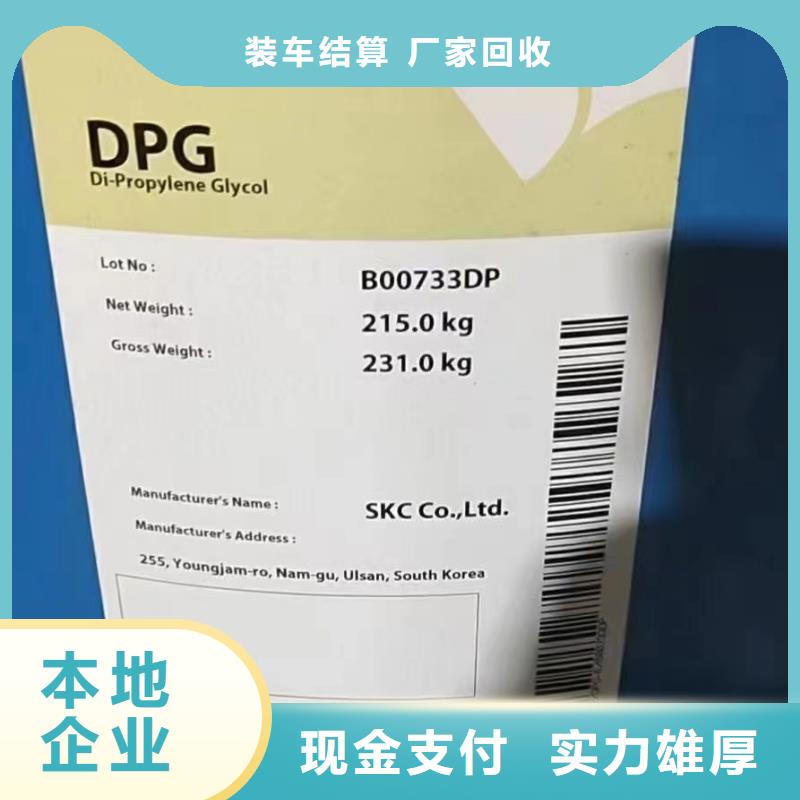 装车结算 厂家回收
DPG
Di-Propylene Glycol
Lot No : B00733DP
Net Weight : 215.0 kg
Gross Weight : 231.0 kg
Manufacturer's Name : SKC Co.,Ltd.
Manufacturer's Address :
255, Youngjam-ro, Nam-gu, Ulsan, South Korea
本地
企业
现金支付 实力雄厚